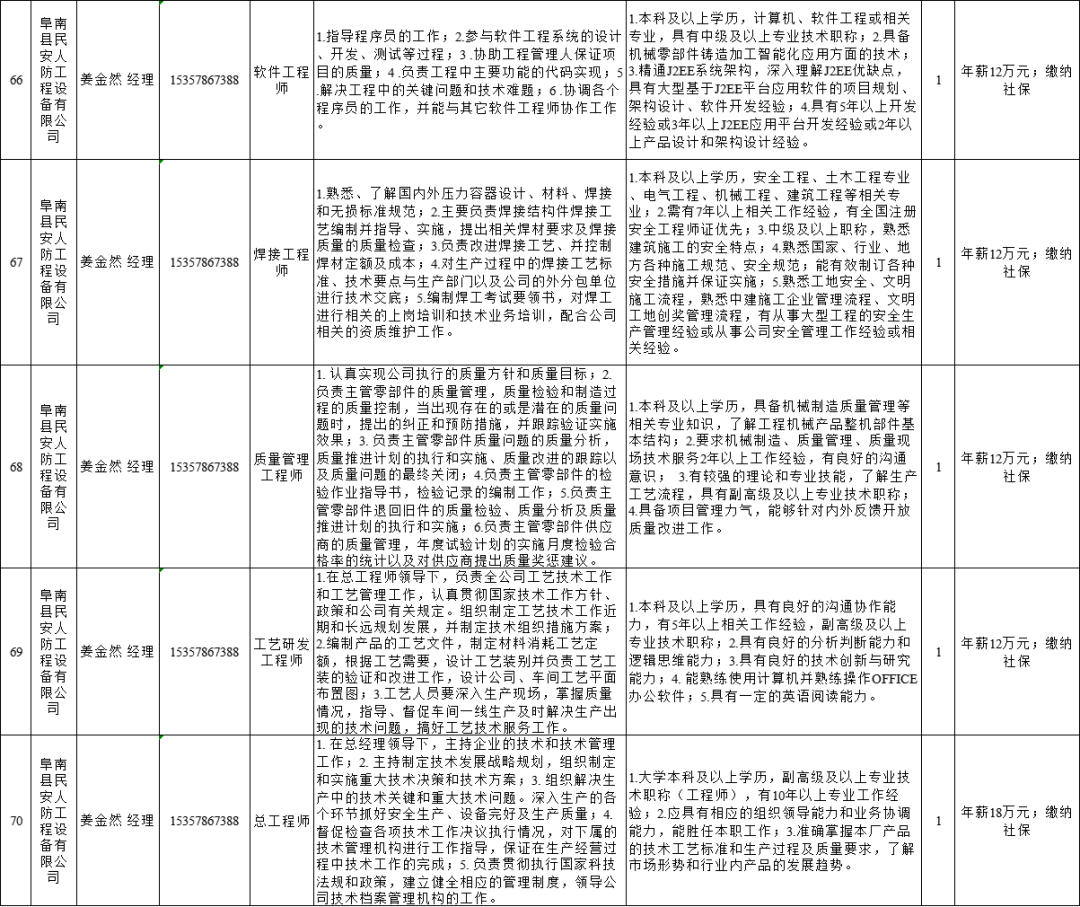 66
阜南
县民
安人
防工
程设
备有
限公
司
姜金然 经理
15357867388
软件工程
师
1.指导程序员的工作；2.参与软件工程系统的设计
、开发、测试等过程；3.协助工程管理人保证项
目的质量；4.负责工程中主要功能的代码实现；5
.解决工程中的关键问题和技术难题；6.协调各个
程序员的工作，并能与其它软件工程师协作工作
。
1.本科及以上学历，计算机、软件工程或相关
专业，具有中级及以上专业技术职称；2.具备
机械零部件铸造加工智能化应用方面的技术；
3.精通J2EE系统架构，深入理解J2EE优缺点，
具有大型基于J2EE平台应用软件的项目规划、
架构设计、软件开发经验；4.具有5年以上开发
经验或3年以上J2EE应用平台开发经验或2年以
上产品设计和架构设计经验。
1
年薪12万元；缴纳
社保
67
阜南
县民
安人
防工
程设
备有
限公
司
姜金然 经理
15357867388
焊接工程
师
1.熟悉、了解国内外压力容器设计、材料、焊接
和无损标准规范；2.主要负责焊接结构件焊接工
艺编制并指导、实施，提出相关焊材要求及焊接
质量的质量检查；3.负责改进焊接工艺、并控制
焊材定额及成本；4.对生产过程中的焊接工艺标
准、技术要点与生产部门以及公司的外分包单位
进行技术交底；5.编制焊工考试要领书，对焊工
进行相关的上岗培训和技术业务培训，配合公司
相关的资质维护工作。
1.本科及以上学历，安全工程、土木工程专业
、电气工程、机械工程、建筑工程等相关专
业；2.需有7年以上相关工作经验，有全国注册
安全工程师证优先；3.中级及以上职称，熟悉
建筑施工的安全特点；4.熟悉国家、行业、地
方各种施工规范、安全规范；能有效制订各种
安全措施并保证实施；5.熟悉工地安全、文明
施工流程，熟悉中建施工企业管理流程、文明
工地创奖管理流程，有从事大型工程的安全生
产管理经验或从事公司安全管理工作经验或相
关经验。
1
年薪12万元；缴纳
社保
68
阜南
县民
安人
防工
程设
备有
限公
司
姜金然 经理
15357867388
质量管理
工程师
1. 认真实现公司执行的质量方针和质量目标；2.
负责主管零部件的质量管理，质量检验和制造过
程的质量控制，当出现存在的或是潜在的质量问
题时，提出的纠正和预防措施，并跟踪验证实施
效果；3. 负责主管零部件质量问题的质量分析，
质量推进计划的执行和实施、质量改进的跟踪以
及质量问题的最终关闭；4.负责主管零部件的检
验作业指导书，检验记录的编制工作；5.负责主
管零部件退回旧件的质量检验、质量分析及质量
推进计划的执行和实施；6.负责主管零部件供应
商的质量管理，年度试验计划的实施月度检验合
格率的统计以及对供应商提出质量奖惩建议。
1.本科及以上学历，具备机械制造质量管理等
相关专业知识，了解工程机械产品整机部件基
本结构；2.要求机械制造、质量管理、质量现
场技术服务2年以上工作经验，有良好的沟通
意识； 3.有较强的理论和专业技能，了解生产
工艺流程，具有副高级及以上专业技术职称；
4.具备项目管理力气，能够针对内外反馈开放
质量改进工作。
1
年薪12万元；缴纳
社保
69
阜南
县民
安人
防工
程设
备有
限公
司
姜金然 经理
15357867388
工艺研发
工程师
1.在总工程师领导下，负责全公司工艺技术工作
和工艺管理工作，认真贯彻国家技术工作方针、
政策和公司有关规定。组织制定工艺技术工作近
期和长远规划发展，并制定技术组织措施方案；
2.编制产品的工艺文件，制定材料消耗工艺定
额，根据工艺需要，设计工艺装别并负责工艺工
装的验证和改进工作，设计公司、车间工艺平面
布置图；3.工艺人员要深入生产现场，掌握质量
情况，指导、督促车间一线生产及时解决生产出
现的技术问题，搞好工艺技术服务工作。
1.本科及以上学历，具有良好的沟通协作能
力，有5年以上相关工作经验，副高级及以上
专业技术职称；2.具有良好的分析判断能力和
逻辑思维能力；3.具有良好的技术创新与研究
能力；4. 能熟练使用计算机并熟练操作OFFICE
办公软件；5.具有一定的英语阅读能力。
1
年薪12万元；缴纳
社保
70
阜南
县民
安人
防工
程设
备有
限公
司
姜金然 经理
15357867388
总工程师
1. 在总经理领导下，主持企业的技术和技术管理
工作；2. 主持制定技术发展战略规划，组织制定
和实施重大技术决策和技术方案；3. 组织解决生
产中的技术关键和重大技术问题。深入生产的各
个环节抓好安全生产、设备完好及生产质量；4.
督促检查各项技术工作决议执行情况，对下属的
技术管理机构进行工作指导，保证在生产经营过
程中技术工作的完成；5. 负责贯彻执行国家科技
法规和政策，建立健全相应的管理制度，领导公
司技术档案管理机构的工作。
1.大学本科及以上学历，副高级及以上专业技
术职称（工程师），有10年以上专业工作经
验；2.应具有相应的组织领导能力和业务协调
能力，能胜任本职工作；3.准确掌握本厂产品
的技术工艺标准和生产过程及质量要求，了解
市场形势和行业内产品的发展趋势。
1
年薪18万元；缴纳
社保